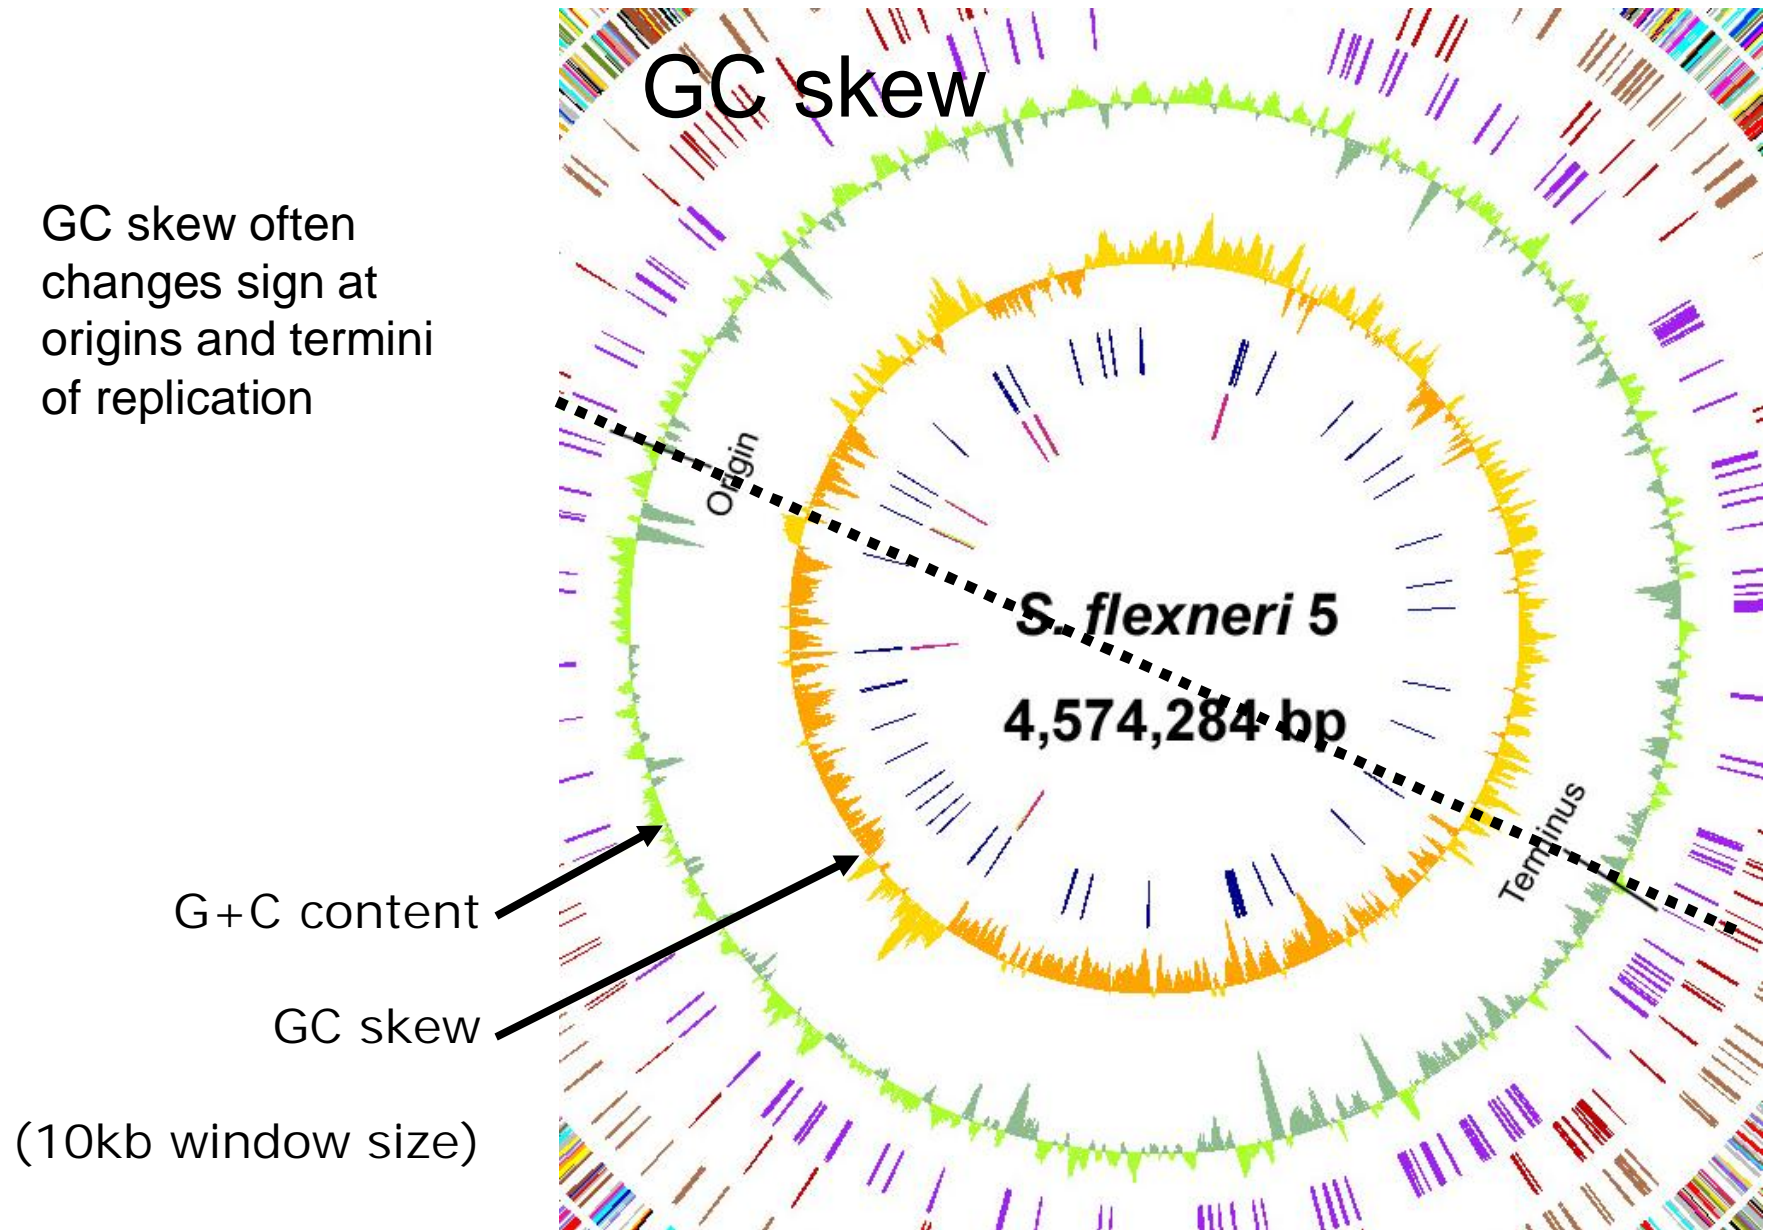 GC skew
GC skew often
changes sign at
origins and termini
of replication
Origin
S. flexneri 5
4,574,284 bp
Terminus
G+C content
GC skew
(10kb window size)